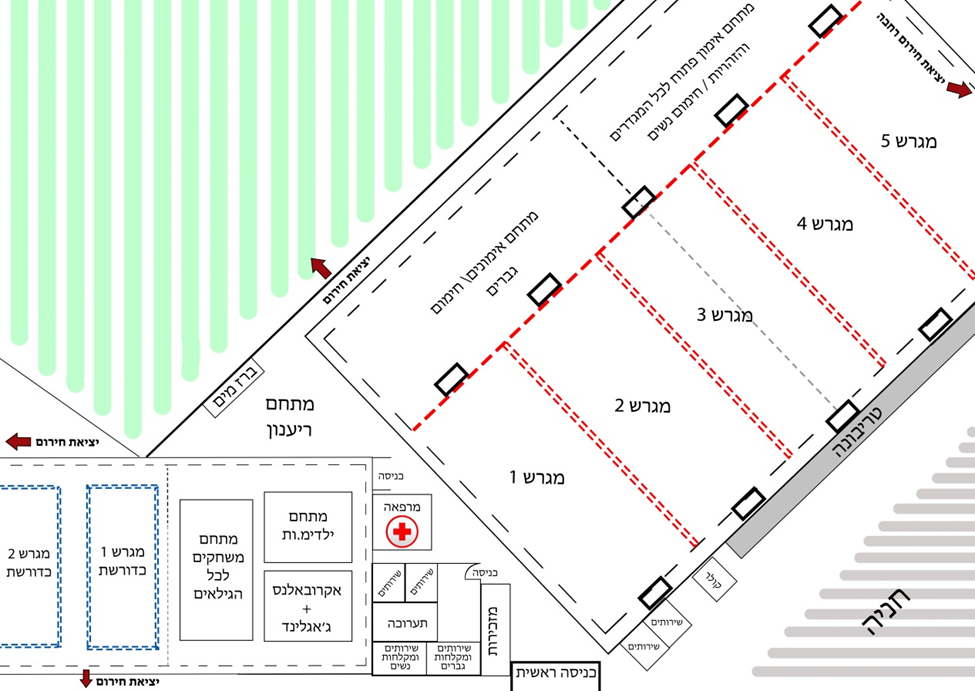 מתחם אימון פתוח לכל המגדרים
והזהויות / חימום נשים
יציאת חירום רחבה
מגרש 5
מגרש 4
מגרש 3
מגרש 2
מגרש 1
מתחם אימונים\ חימום
גברים
יציאת חירום
ברז מים
מתחם
ריענון
טריבונה
חניה
יציאת חירום
כניסה
מרפאה
מתחם
ילדימ.ות
מתחם
משחקים
לכל
הגילאים
אקרובאלנס
+
ג'אגלינד
מגרש 1
כדורשת
מגרש 2
כדורשת
שירותים
שירותים
כניסה
תערוכה
מזכירות
שירותים
ומקלחות
גברים
שירותים
ומקלחות
נשים
קולר
שירותים
שירותים
כניסה ראשית
יציאת חירום